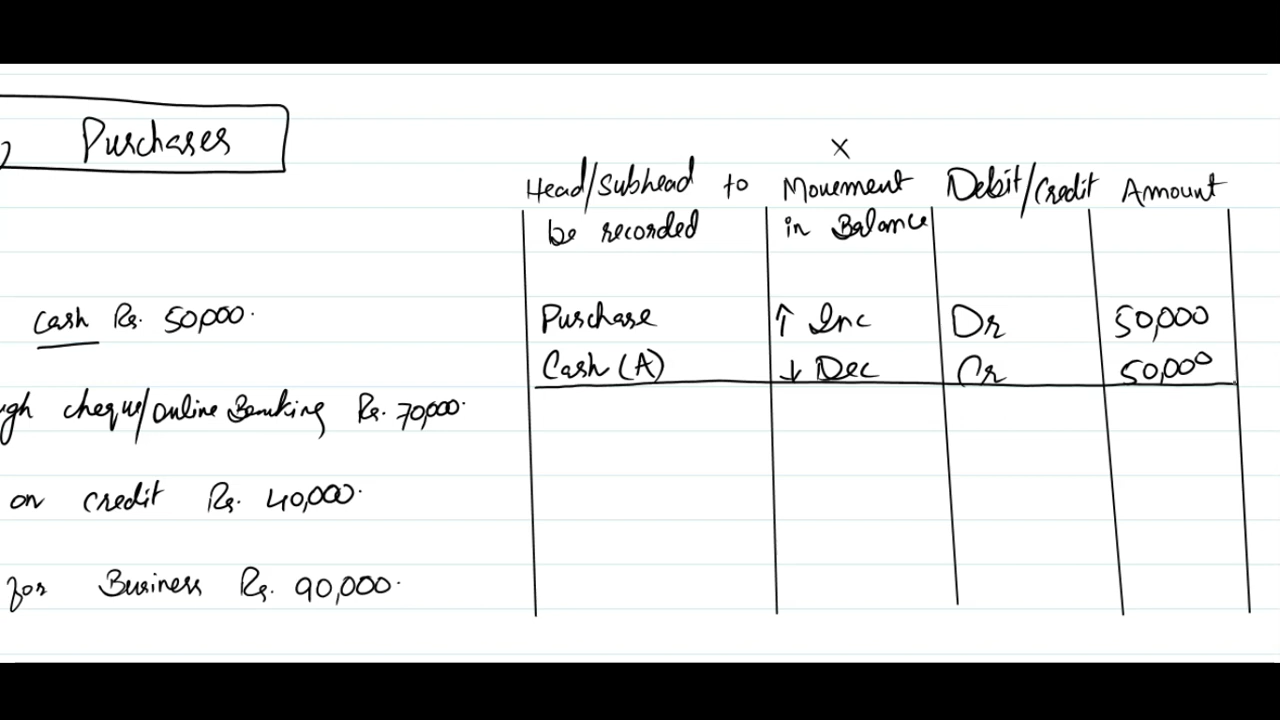 Purchases
x
Head/Subhead to Movement Debit/Credit Amount
be recorded in Balance
Cash Rs. 50,000. Purchase ↑ Inc Dr 50,000
Cash (A) ↓ Dec Cr 50,000
ugh cheque/online Banking Rs. 70,000.
on credit Rs. 40,000.
for Business Rs. 90,000.